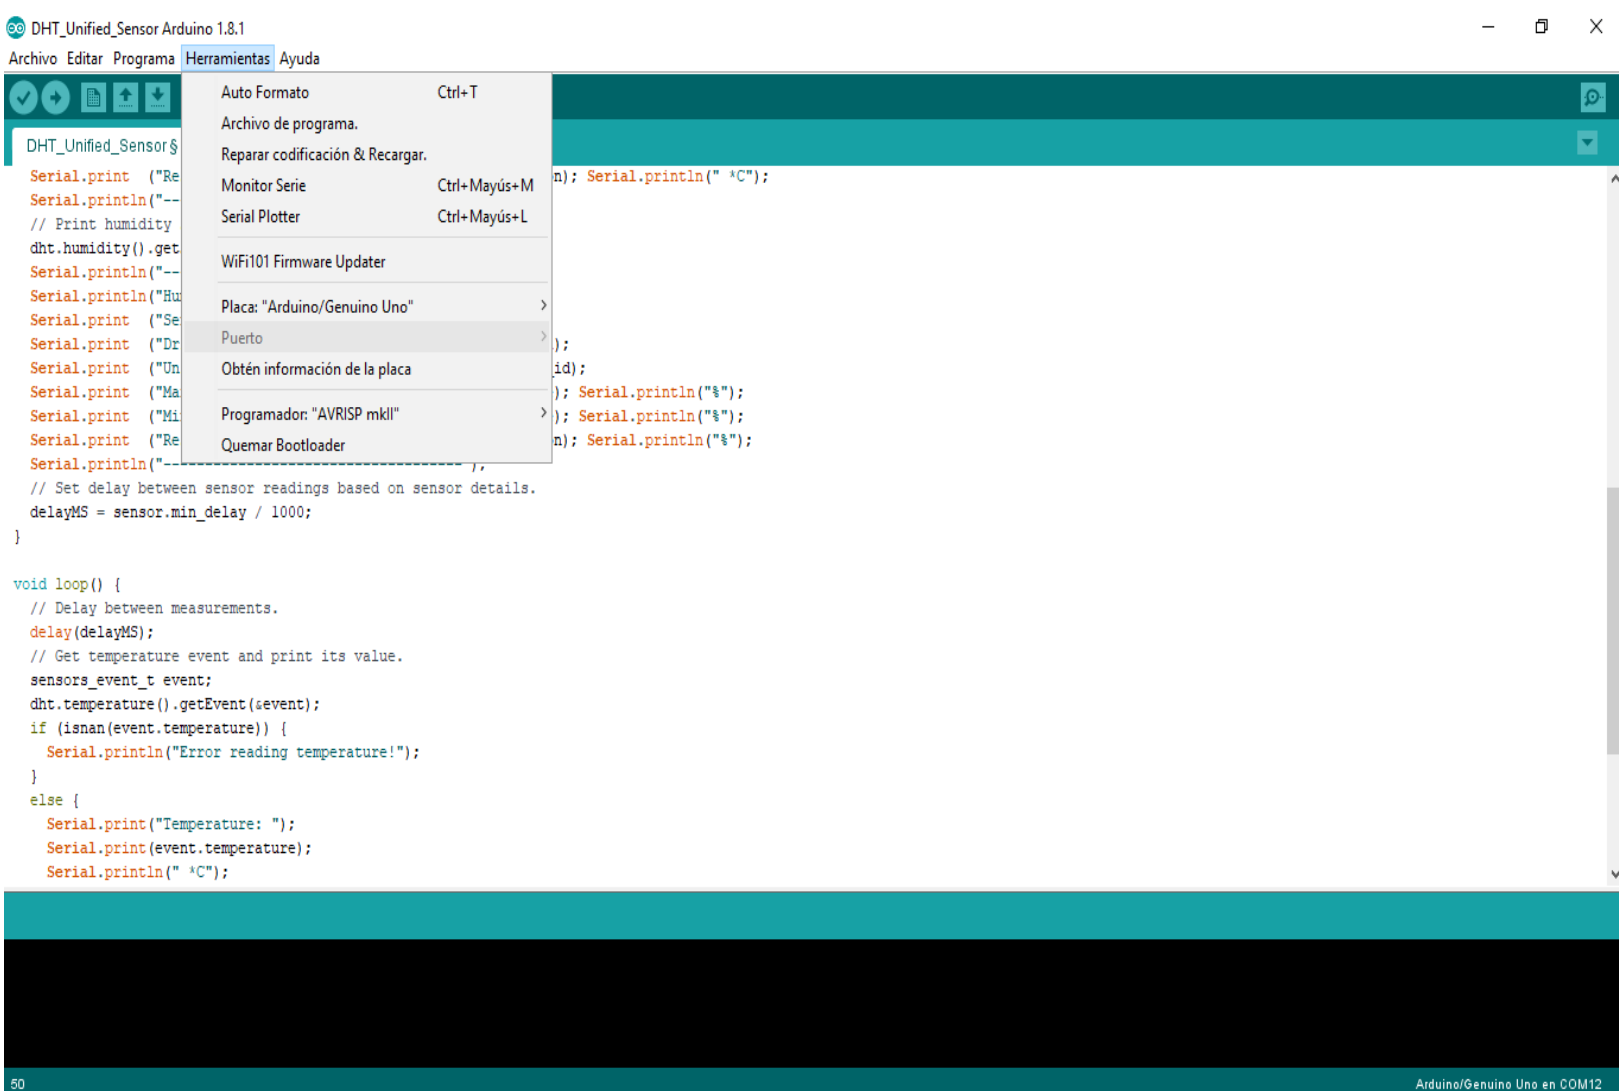 DHT_Unified_Sensor Arduino 1.8.1
Archivo Editar Programa Herramientas Ayuda
DHT_Unified_Sensor §
Auto Formato Ctrl+T
Archivo de programa.
Reparar codificación & Recargar.
Monitor Serie Ctrl+Mayús+M
Serial Plotter Ctrl+Mayús+L
WiFi101 Firmware Updater
Placa: "Arduino/Genuino Uno"
Puerto
Obtén información de la placa
Programador: "AVRISP mkII"
Quemar Bootloader
Serial.print  ("Re n); Serial.println(" *C");
Serial.println("--
// Print humidity
dht.humidity().get
Serial.println("--
Serial.println("Hu
Serial.print  ("Se
Serial.print  ("Dr );
Serial.print  ("Un _id);
Serial.print  ("Ma ); Serial.println("%");
Serial.print  ("Mi ); Serial.println("%");
Serial.print  ("Re n); Serial.println("%");
Serial.println("------------------------------------");
// Set delay between sensor readings based on sensor details.
delayMS = sensor.min_delay / 1000;
}
void loop() {
// Delay between measurements.
delay(delayMS);
// Get temperature event and print its value.
sensors_event_t event;
dht.temperature().getEvent(&event);
if (isnan(event.temperature)) {
Serial.println("Error reading temperature!");
}
else {
Serial.print("Temperature: ");
Serial.print(event.temperature);
Serial.println(" *C");
50 Arduino/Genuino Uno en COM12